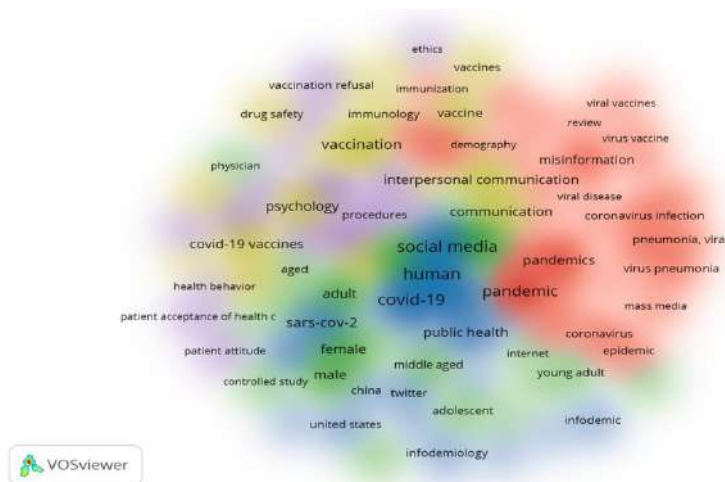 ethics
vaccines
vaccination refusal
immunization
viral vaccines
drug safety
immunology
vaccine
review
vaccination
demography
virus vaccine
physician
misinformation
interpersonal communication
viral disease
psychology
procedures
communication
coronavirus infection
covid-19 vaccines
social media
pneumonia, viral
aged
human
pandemics
virus pneumonia
health behavior
adult
covid-19
pandemic
mass media
patient acceptance of health c
sars-cov-2
public health
coronavirus
patient attitude
female
internet
epidemic
controlled study
male
middle aged
young adult
china
twitter
united states
adolescent
infodemic
infodemiology
VOSviewer